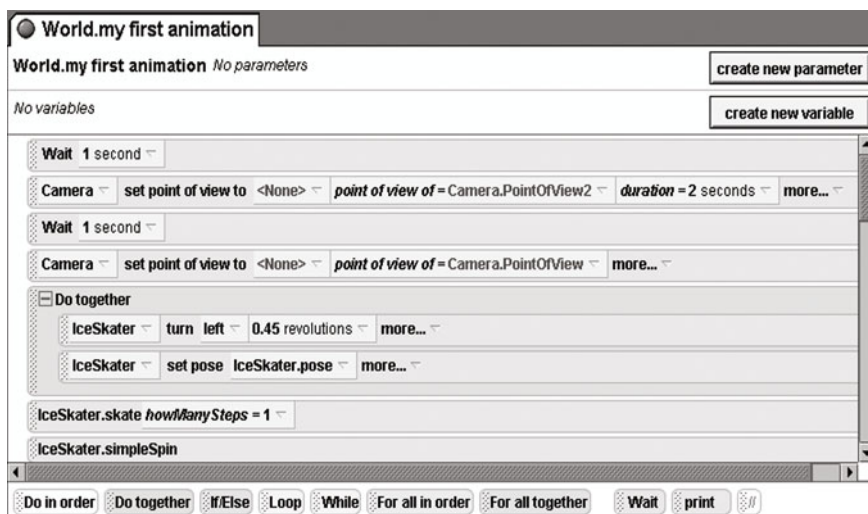 World.my first animation
World.my first animation No parameters create new parameter
No variables create new variable
Wait 1 second
Camera set point of view to <None> point of view of = Camera.PointOfView2 duration = 2 seconds more...
Wait 1 second
Camera set point of view to <None> point of view of = Camera.PointOfView more...
Do together
IceSkater turn left 0.45 revolutions more...
IceSkater set pose IceSkater.pose more...
IceSkater.skate howManySteps = 1
IceSkater.simpleSpin
Do in order Do together If/Else Loop While For all in order For all together Wait print //